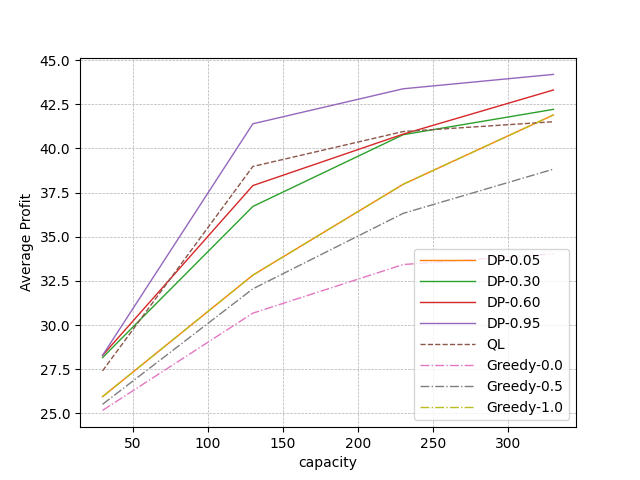 45.0
42.5
40.0
37.5
35.0
32.5
30.0
27.5
25.0
Average Profit
50
100
150
200
250
300
capacity
DP-0.05
DP-0.30
DP-0.60
DP-0.95
QL
Greedy-0.0
Greedy-0.5
Greedy-1.0